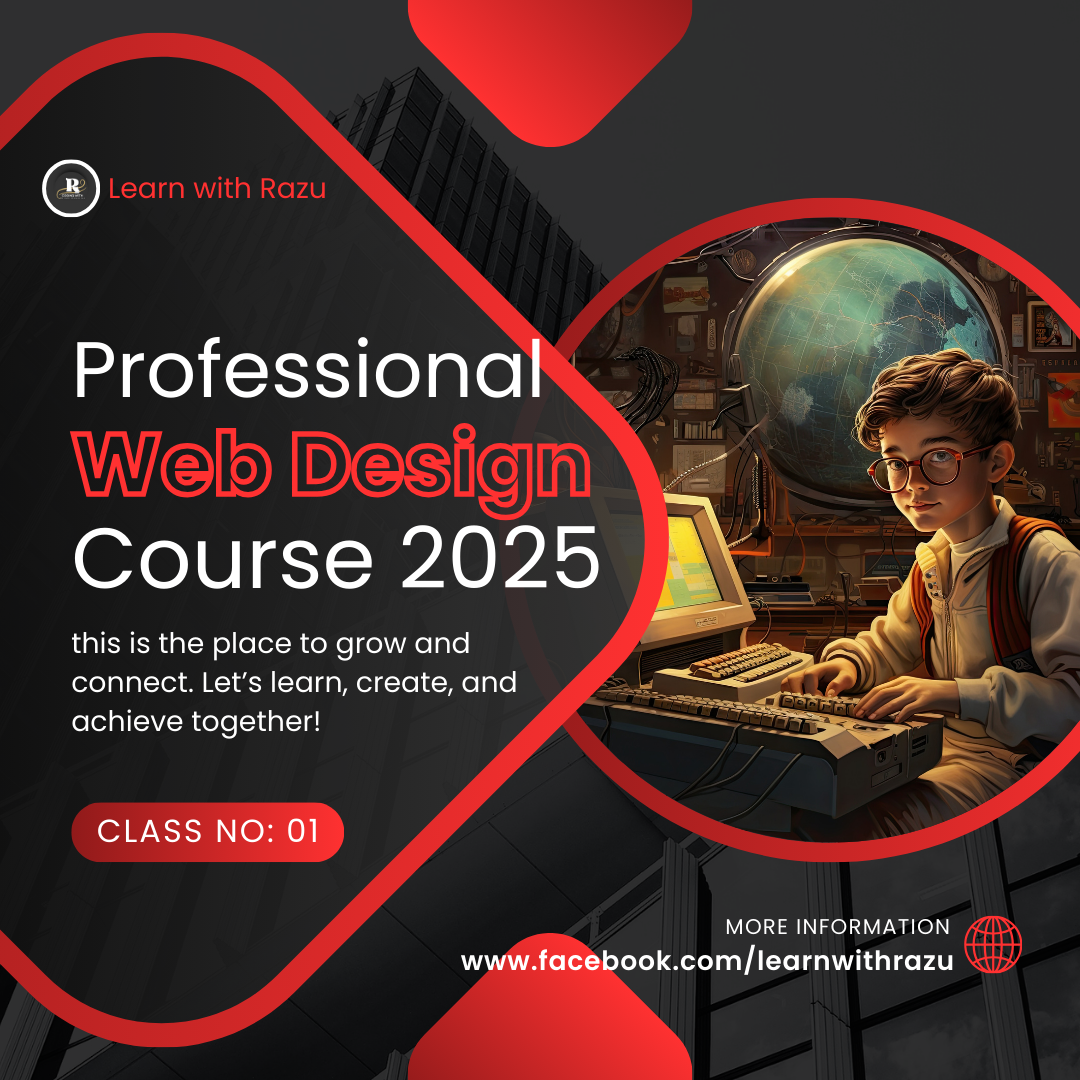 Learn with Razu
Professional
Web Design
Course 2025
this is the place to grow and
connect. Let’s learn, create, and
achieve together!
CLASS NO: 01
MORE INFORMATION
www.facebook.com/learnwithrazu